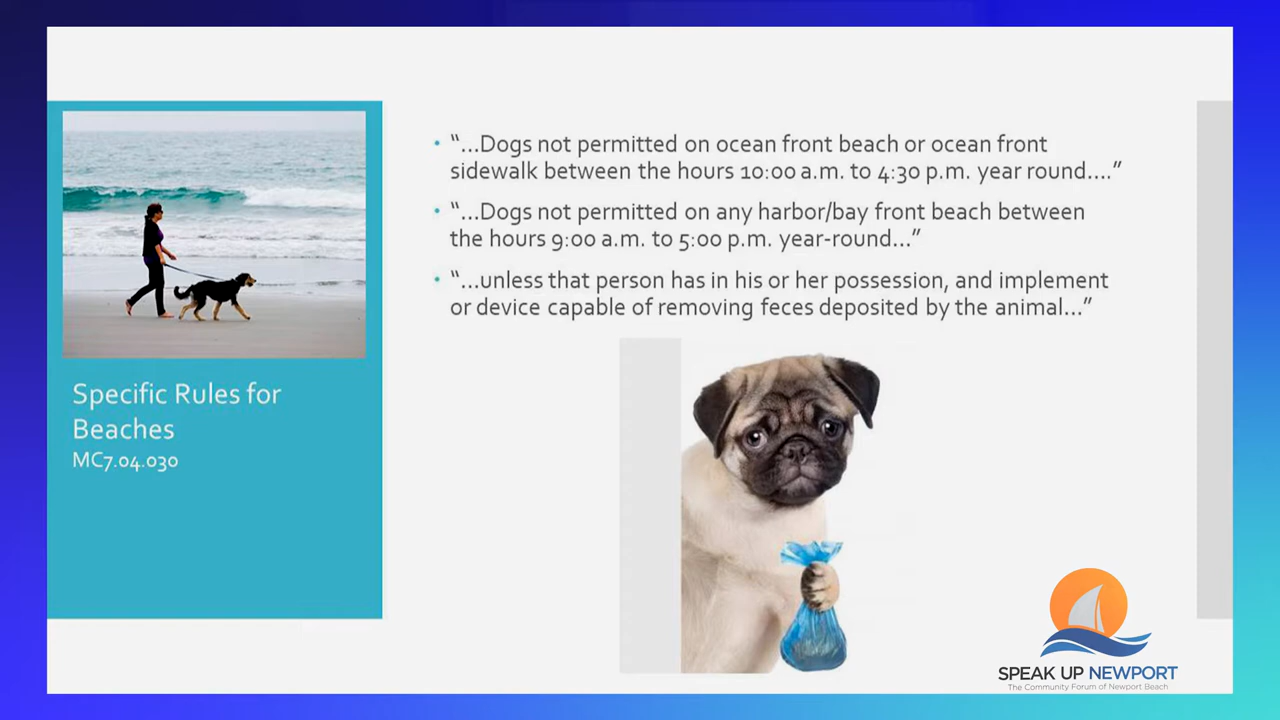 “...Dogs not permitted on ocean front beach or ocean front
sidewalk between the hours 10:00 a.m. to 4:30 p.m. year round....”
“...Dogs not permitted on any harbor/bay front beach between
the hours 9:00 a.m. to 5:00 p.m. year-round...”
“...unless that person has in his or her possession, and implement
or device capable of removing feces deposited by the animal...”
Specific Rules for
Beaches
MC7.04.030
SPEAK UP NEWPORT
The Community Forum of Newport Beach